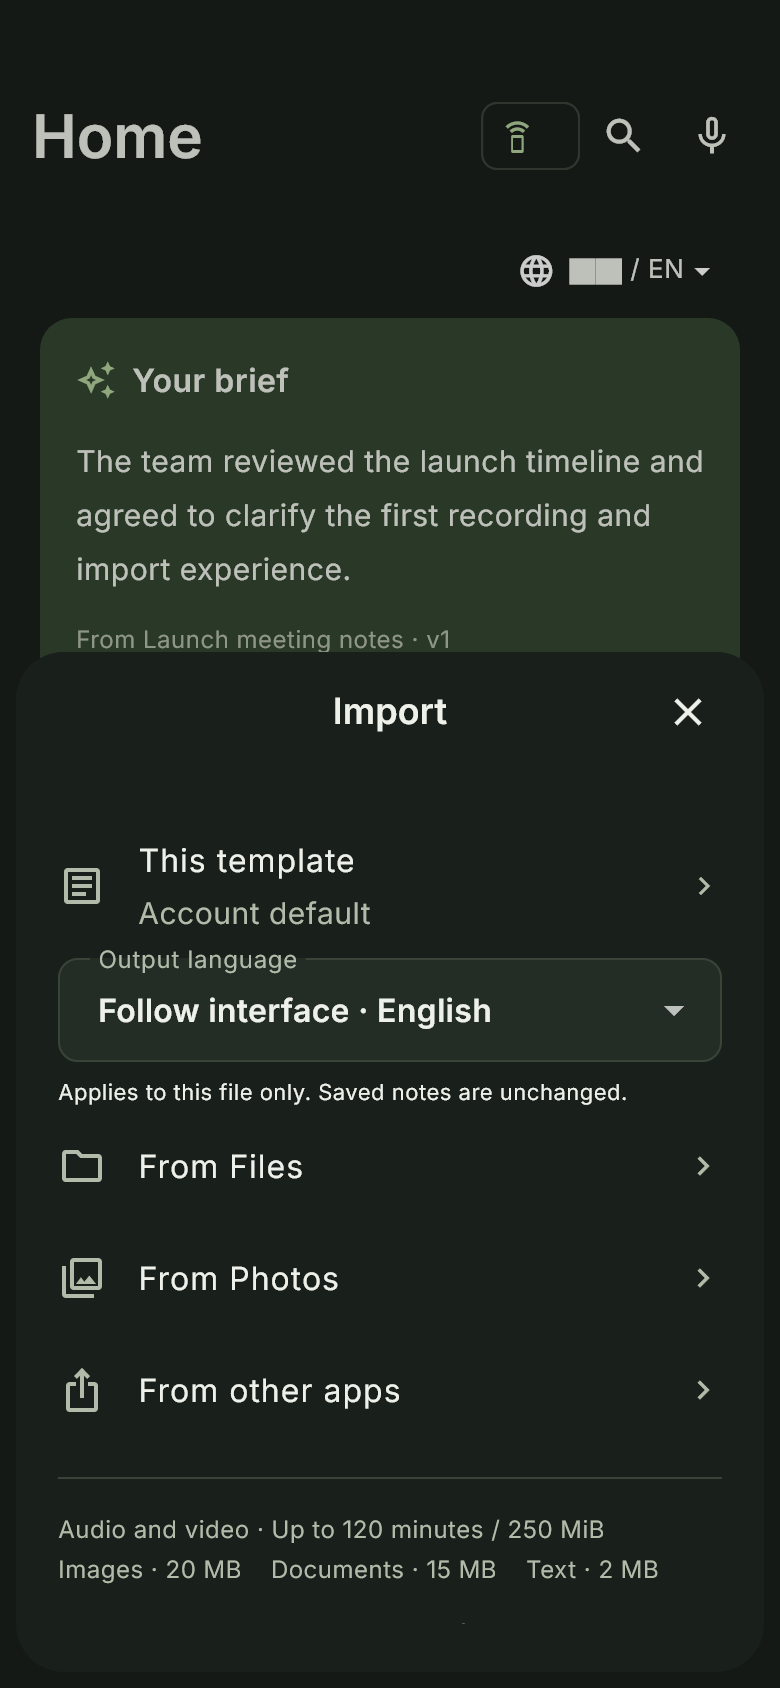 Home
/ EN
Your brief
The team reviewed the launch timeline and
agreed to clarify the first recording and
import experience.
From Launch meeting notes · v1
Import
This template
Account default
Output language
Follow interface · English
Applies to this file only. Saved notes are unchanged.
From Files
From Photos
From other apps
Audio and video · Up to 120 minutes / 250 MiB
Images · 20 MB Documents · 15 MB Text · 2 MB